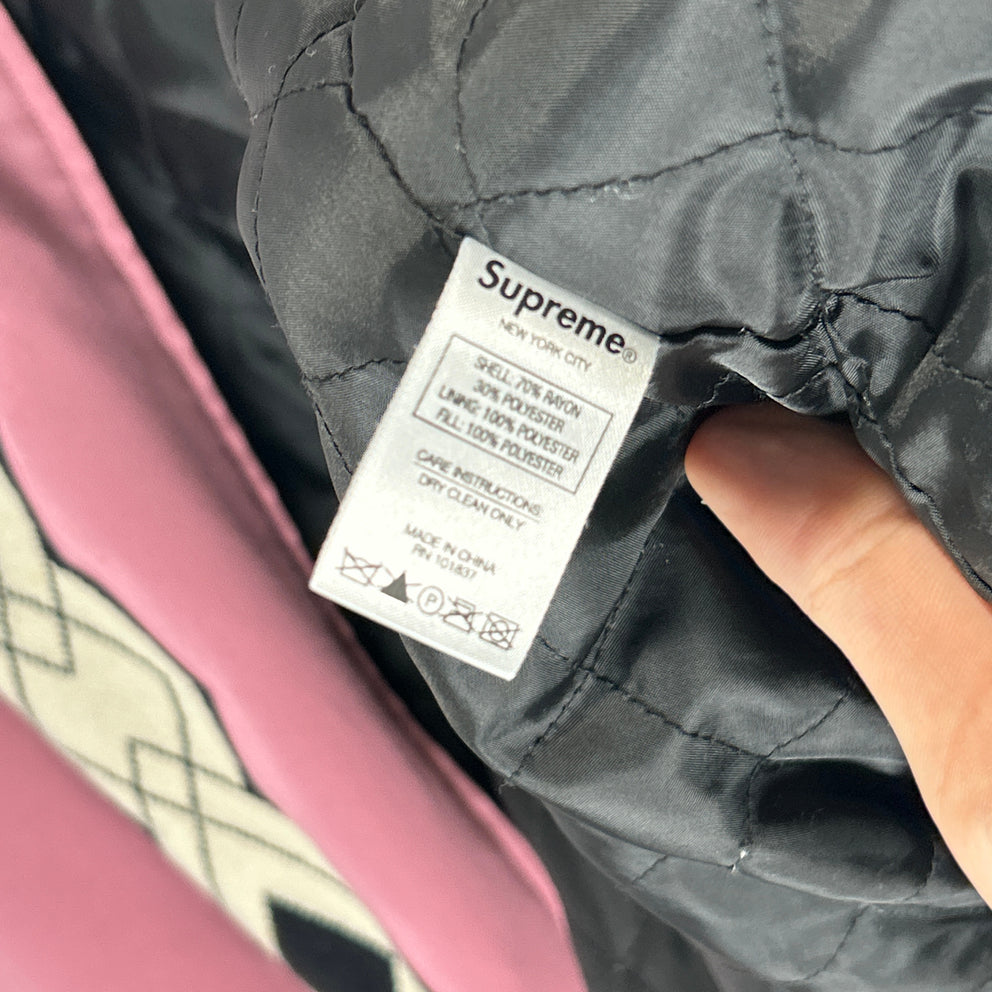 Supreme®
NEW YORK CITY
SHELL: 70% RAYON
30% POLYESTER
LINING: 100% POLYESTER
FILL: 100% POLYESTER
CARE INSTRUCTIONS
DRY CLEAN ONLY
MADE IN CHINA
RN 101837
P